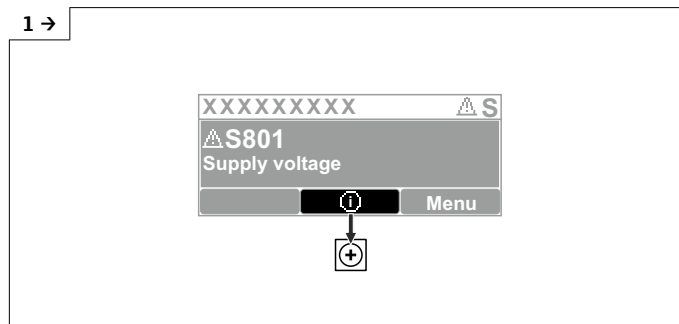 1 →
XXXXXXXXX ⚠ S
⚠S801
Supply voltage
ⓘ Menu
+